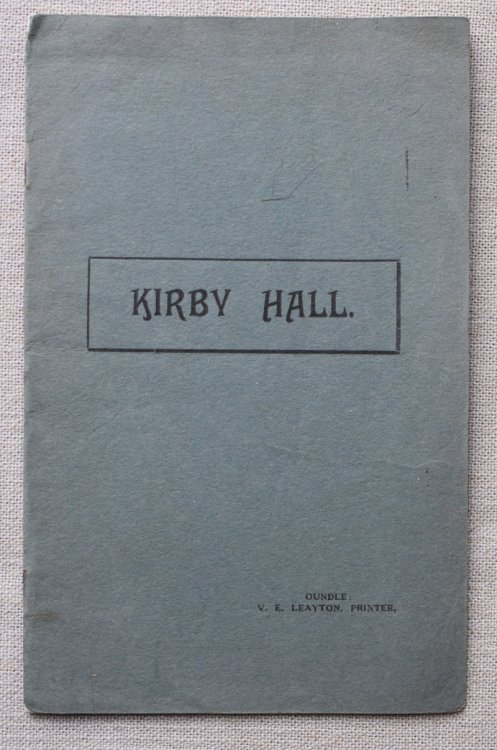 KIRBY HALL.
OUNDLE:
V. E. LEAYTON, PRINTER,